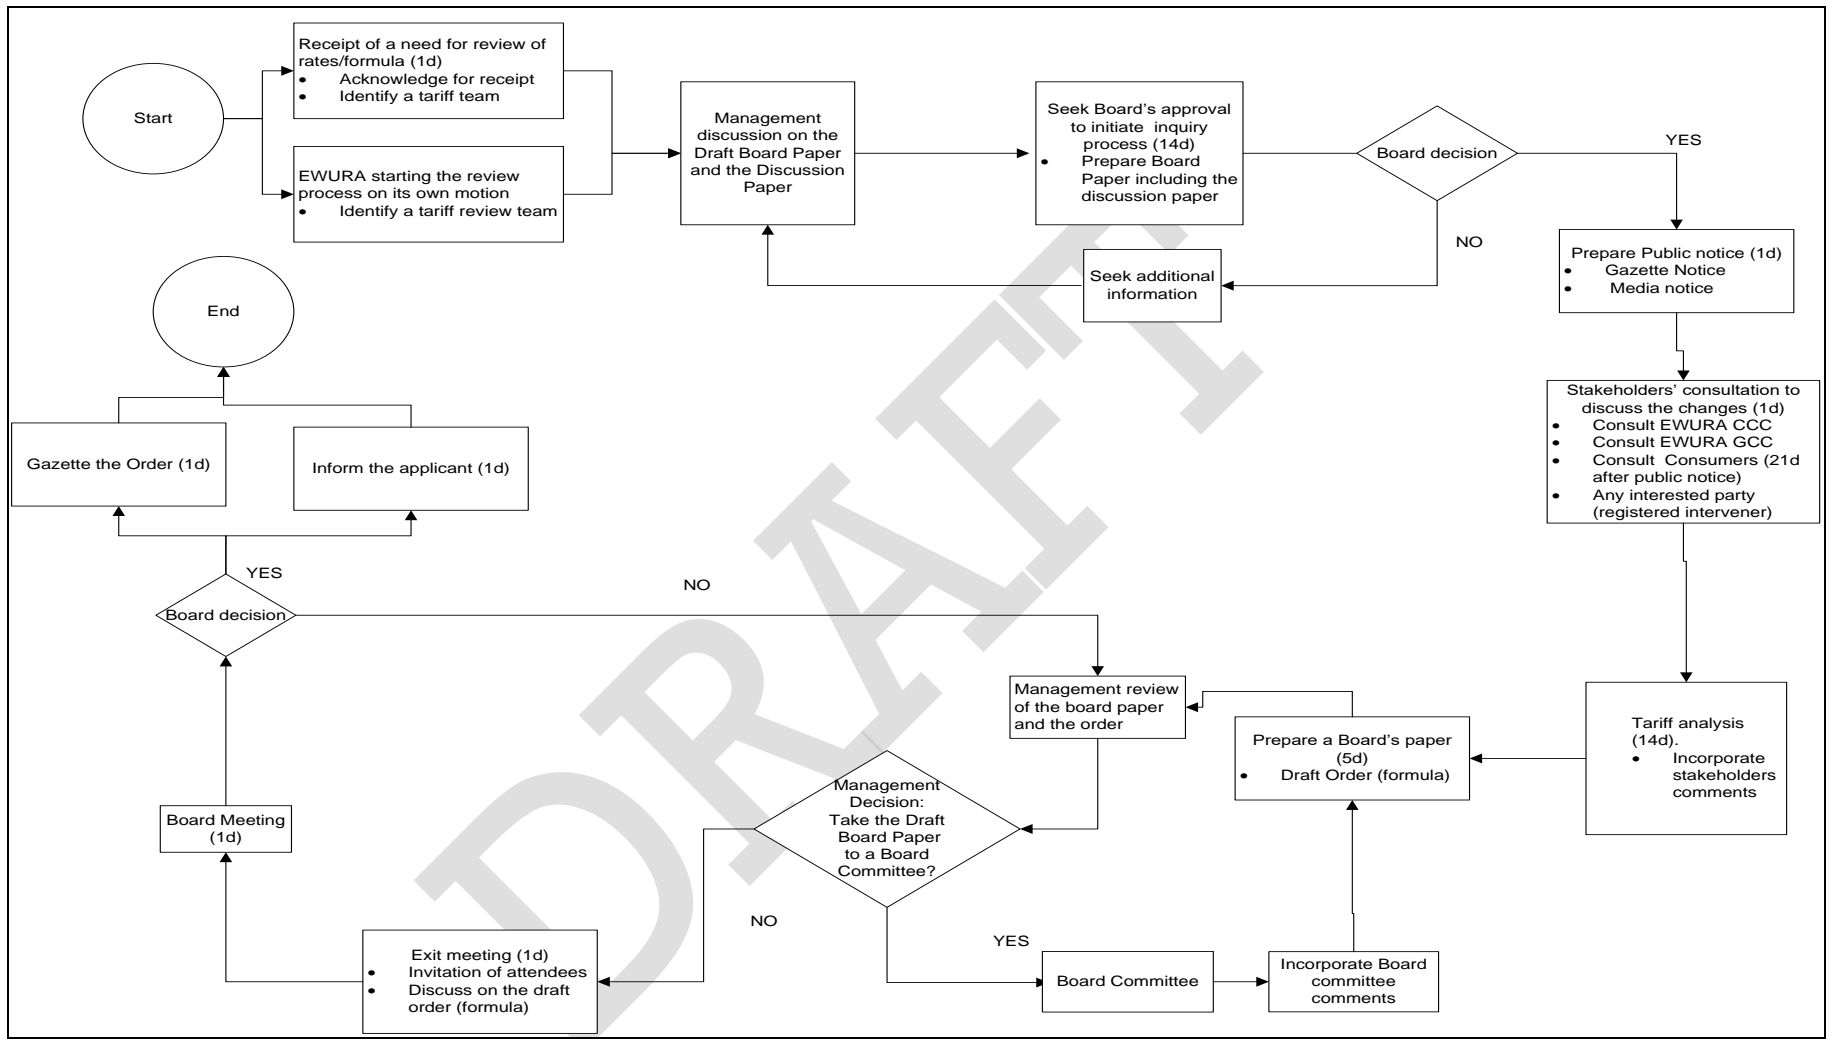 Start
Receipt of a need for review of
rates/formula (1d)
• Acknowledge for receipt
• Identify a tariff team
EWURA starting the review
process on its own motion
• Identify a tariff review team
Management
discussion on the
Draft Board Paper
and the Discussion
Paper
Seek Board’s approval
to initiate inquiry
process (14d)
• Prepare Board
Paper including the
discussion paper
Board decision
YES
NO
Seek additional
information
Prepare Public notice (1d)
• Gazette Notice
• Media notice
Stakeholders’ consultation to
discuss the changes (1d)
• Consult EWURA CCC
• Consult EWURA GCC
• Consult Consumers (21d
after public notice)
• Any interested party
(registered intervener)
Tariff analysis
(14d).
• Incorporate
stakeholders
comments
Prepare a Board’s paper
(5d)
• Draft Order (formula)
Management review
of the board paper
and the order
Management
Decision:
Take the Draft
Board Paper
to a Board
Committee?
YES
Board Committee
Incorporate Board
committee
comments
NO
Exit meeting (1d)
• Invitation of attendees
• Discuss on the draft
order (formula)
Board Meeting
(1d)
Board decision
NO
YES
Gazette the Order (1d)
Inform the applicant (1d)
End
DRAFT